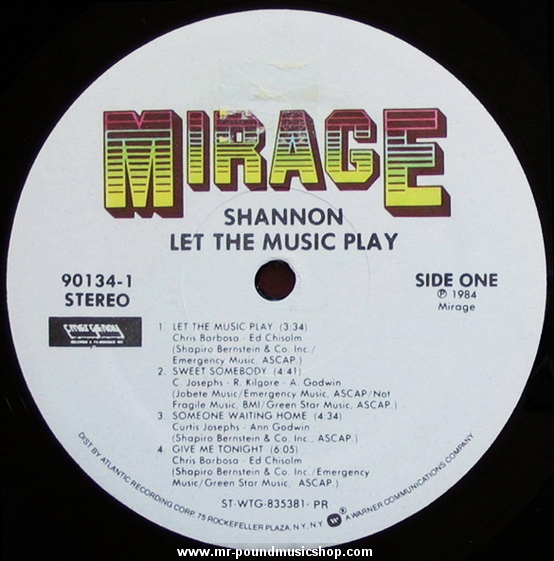 MIRAGE
SHANNON
LET THE MUSIC PLAY
90134-1
STEREO
SIDE ONE
℗ 1984
Mirage
emergency
1. LET THE MUSIC PLAY (3:34)
Chris Barbosa - Ed Chisolm
(Shapiro Bernstein & Co. Inc./
Emergency Music, ASCAP.)
2. SWEET SOMEBODY (4:41)
C. Josephs - R. Kilgore - A. Godwin
(Jobete Music/Emergency Music, ASCAP/Not
Fragile Music, BMI/Green Star Music, ASCAP.)
3. SOMEONE WAITING HOME (4:34)
Curtis Josephs - Ann Godwin
(Shapiro Bernstein & Co., Inc., ASCAP.)
4. GIVE ME TONIGHT (6:05)
Chris Barbosa - Ed Chisolm
(Shapiro Bernstein & Co. Inc./Emergency
Music/Green Star Music, ASCAP.)
ST-WTG-835381- PR
DIST BY ATLANTIC RECORDING CORP. 75 ROCKEFELLER PLAZA, N.Y. N.Y. W® A WARNER COMMUNICATIONS COMPANY
www.mr-poundmusicshop.com